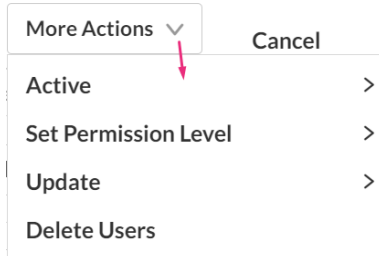 More Actions
Cancel
Active
Set Permission Level
Update
Delete Users